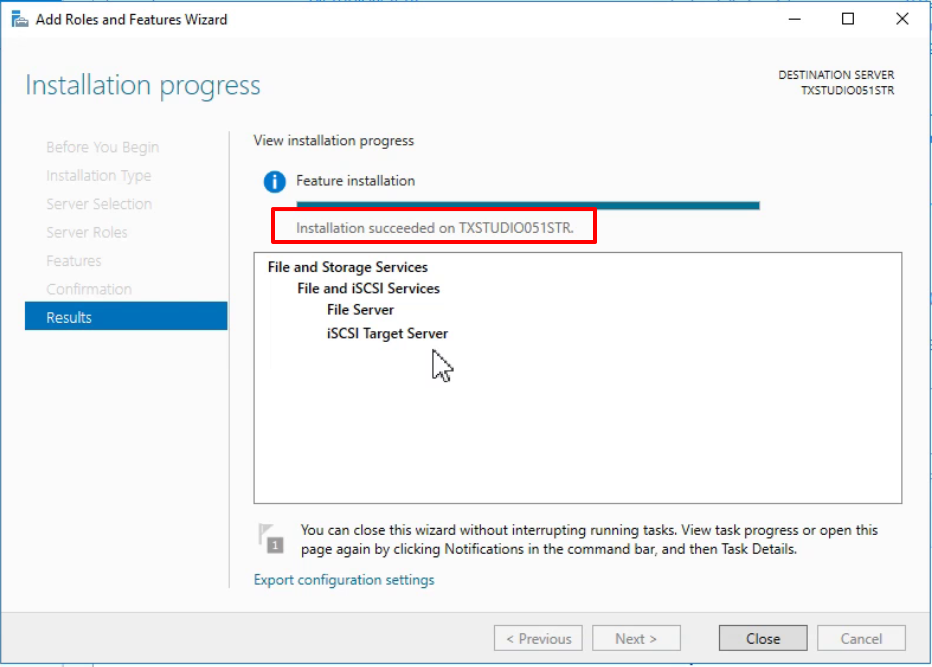 Add Roles and Features Wizard
Installation progress
DESTINATION SERVER
TXSTUDIO051STR
Before You Begin
Installation Type
Server Selection
Server Roles
Features
Confirmation
Results
View installation progress
Feature installation
Installation succeeded on TXSTUDIO051STR.
File and Storage Services
File and iSCSI Services
File Server
iSCSI Target Server
1
You can close this wizard without interrupting running tasks. View task progress or open this
page again by clicking Notifications in the command bar, and then Task Details.
Export configuration settings
< Previous
Next >
Close
Cancel